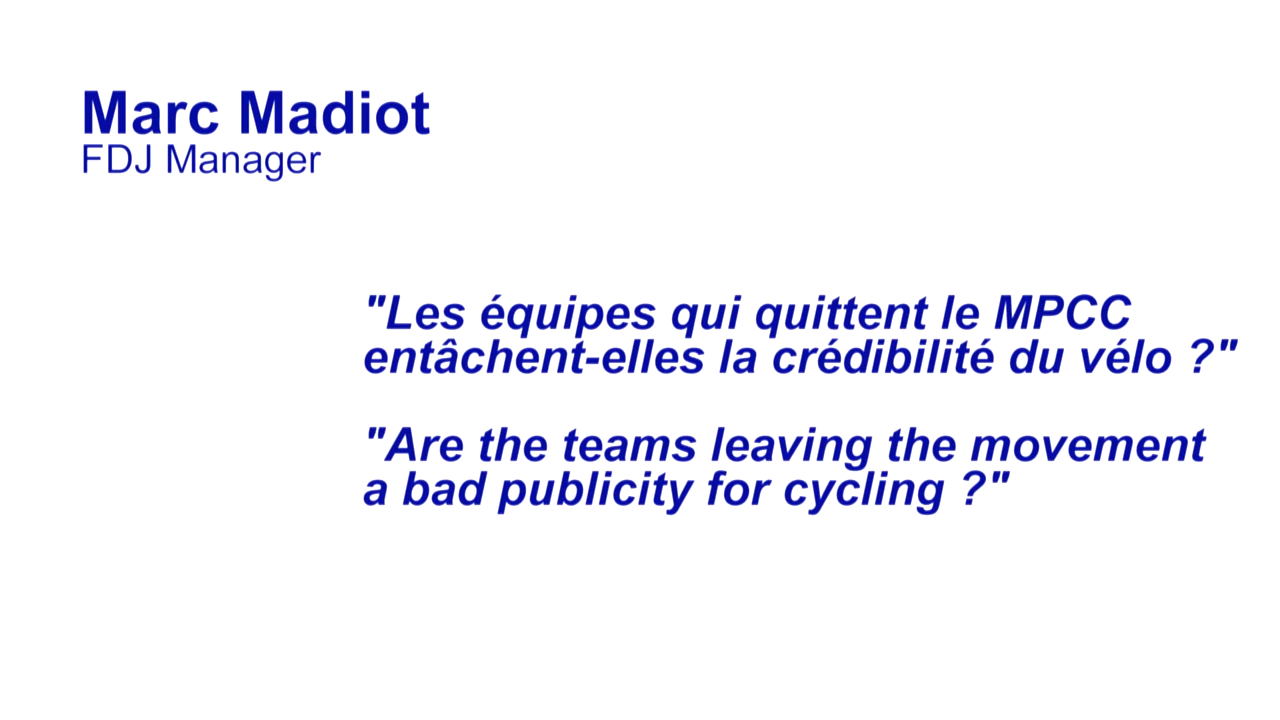 Marc Madiot
FDJ Manager
"Les équipes qui quittent le MPCC
entâchent-elles la crédibilité du vélo ?"
"Are the teams leaving the movement
a bad publicity for cycling ?"